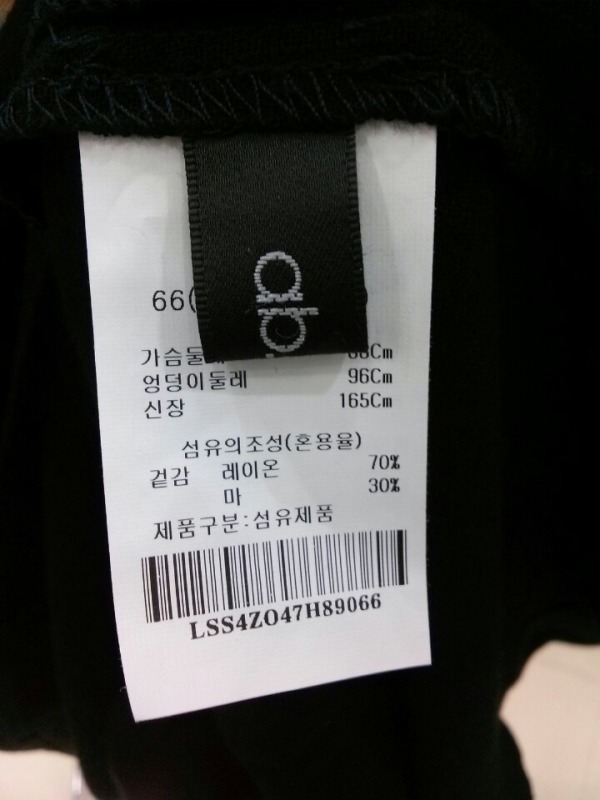 66(
가슴둘레 88Cm
엉덩이둘레 96Cm
신장 165Cm
섬유의조성(혼용율)
겉감 레이온 70%
마 30%
제품구분:섬유제품
LSS4ZO47H89066